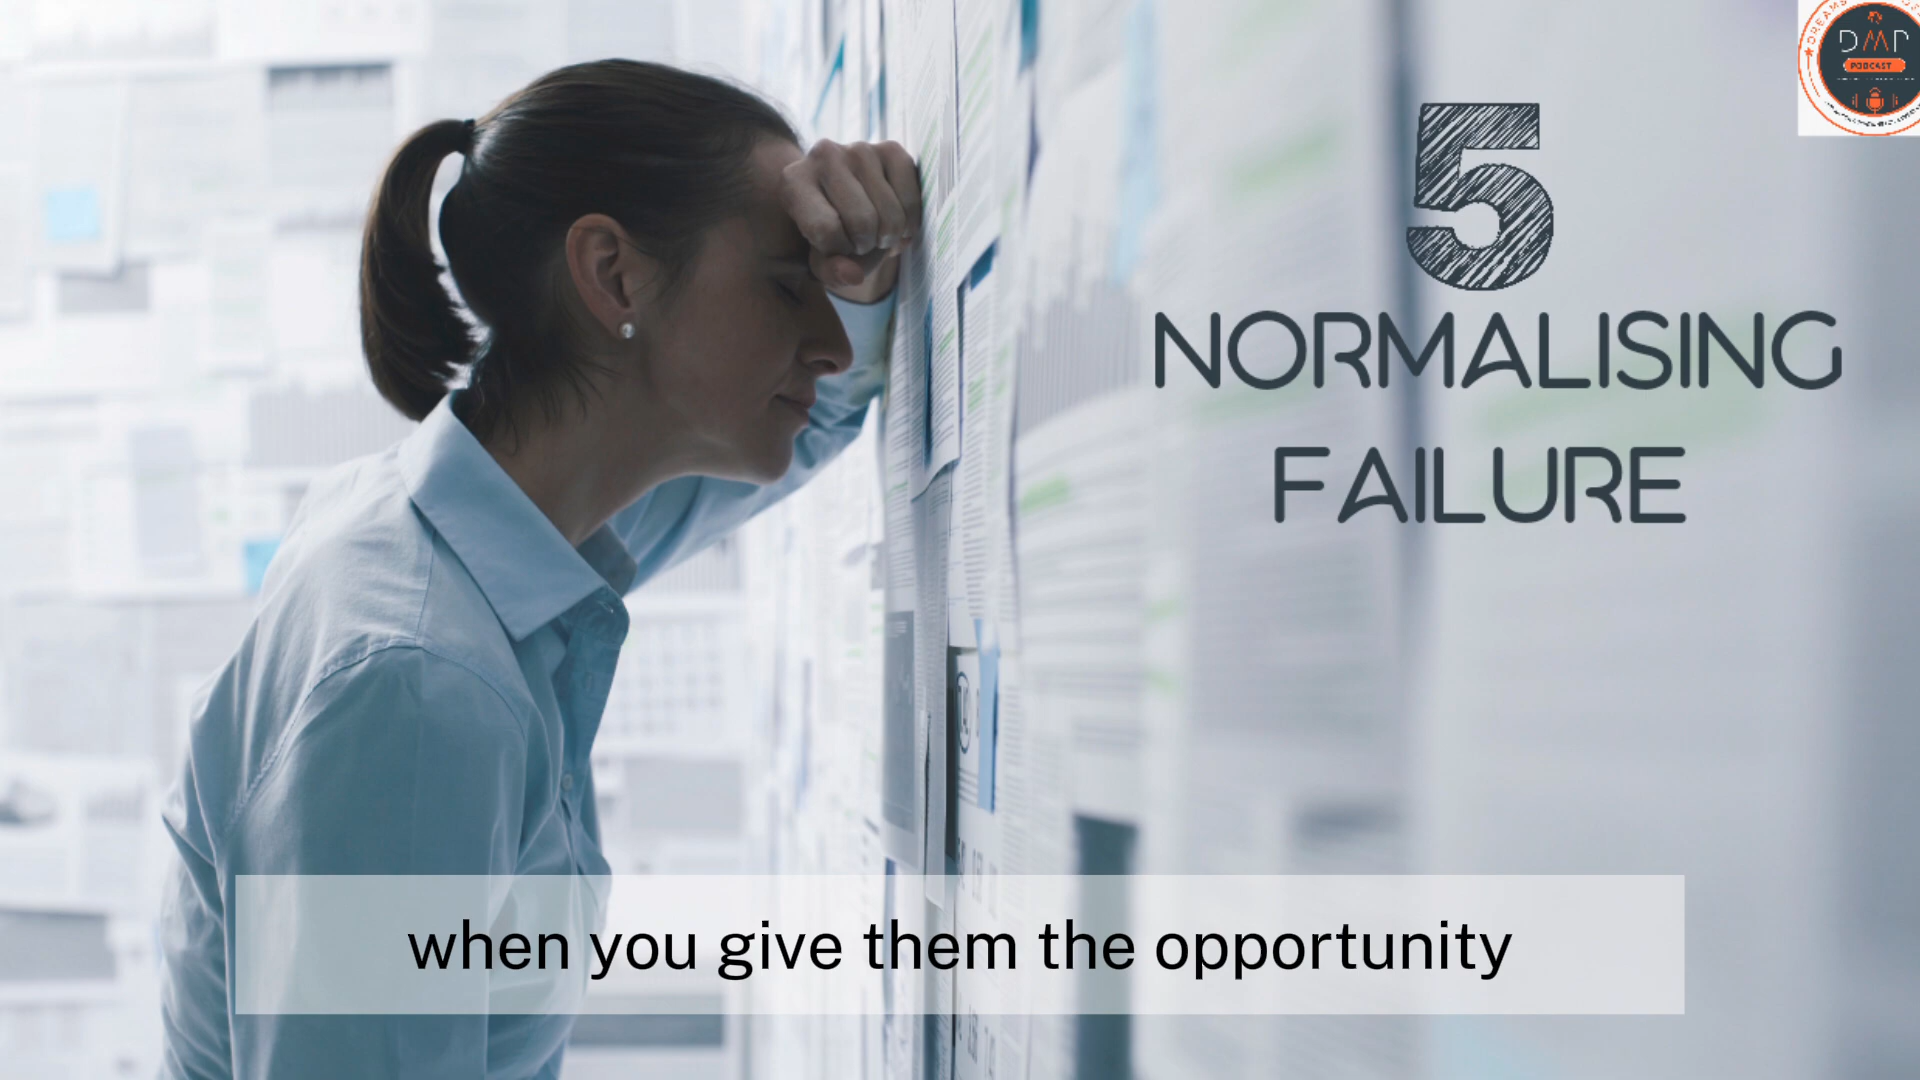 DMP
PODCAST
5
NORMALISING
FAILURE
when you give them the opportunity